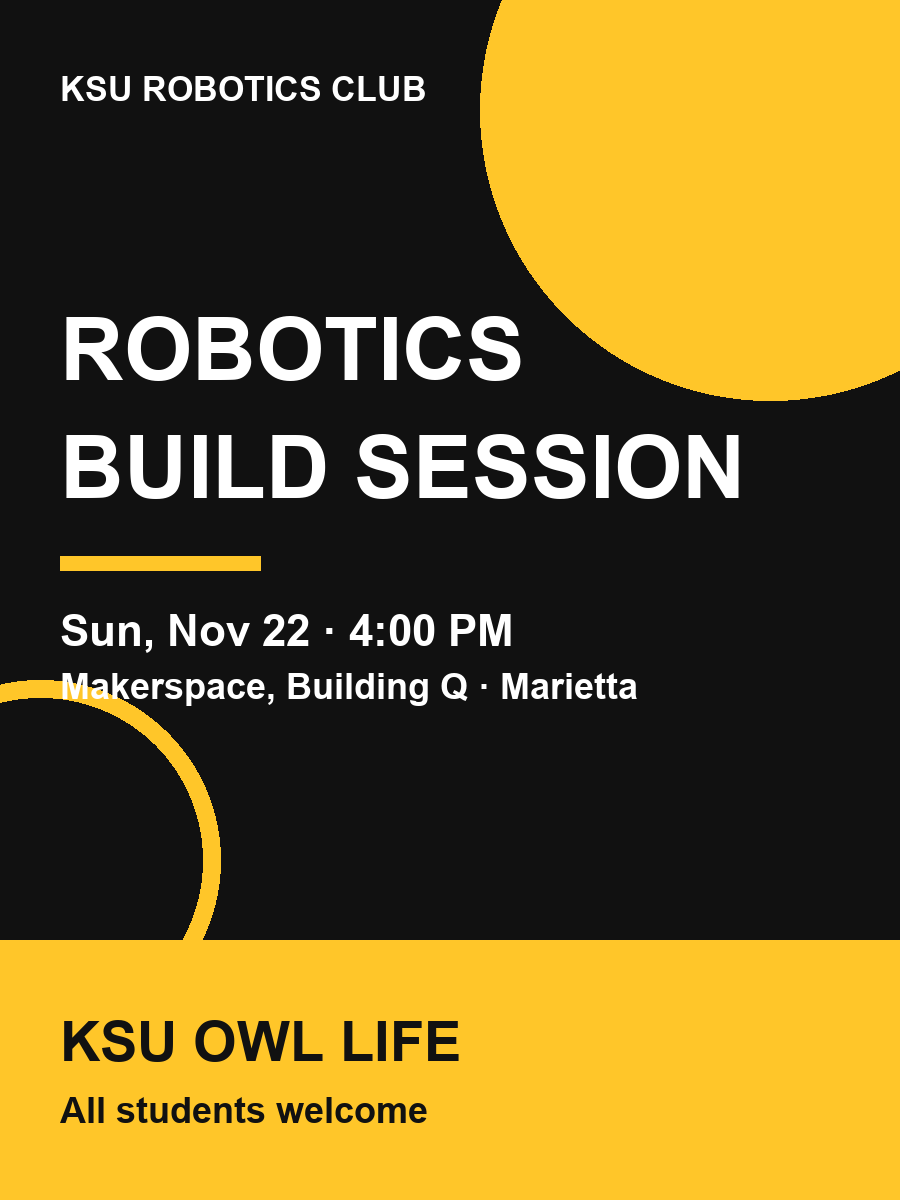 KSU ROBOTICS CLUB
ROBOTICS
BUILD SESSION
Sun, Nov 22 · 4:00 PM
Makerspace, Building Q · Marietta
KSU OWL LIFE
All students welcome